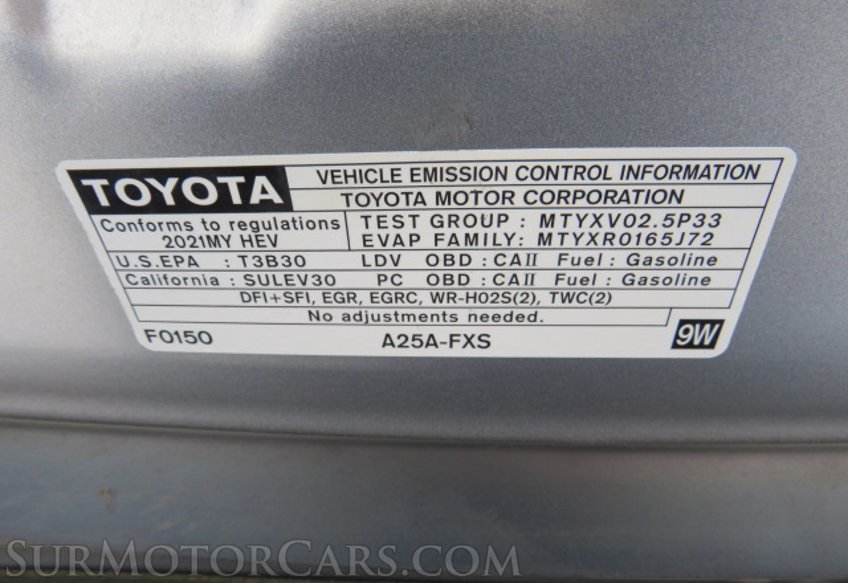 TOYOTA VEHICLE EMISSION CONTROL INFORMATION
TOYOTA MOTOR CORPORATION
Conforms to regulations
2021MY HEV
TEST GROUP : MTYXV02.5P33
EVAP FAMILY: MTYXR0165J72
U.S.EPA : T3B30 LDV OBD : CAII Fuel : Gasoline
California : SULEV30 PC OBD : CAII Fuel : Gasoline
DFI+SFI, EGR, EGRC, WR-HO2S(2), TWC(2)
No adjustments needed.
F0150 A25A-FXS 9W
SURMOTORCARS.COM